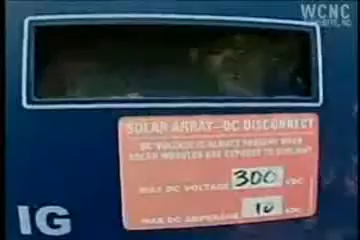 WCNC
SOLAR ARRAY—DC DISCONNECT
DC VOLTAGE IS ALWAYS PRESENT WHEN
SOLAR MODULES ARE EXPOSED TO SUNLIGHT
MAX DC VOLTAGE 300 VDC
MAX DC AMPERAGE 10 ADC
IG